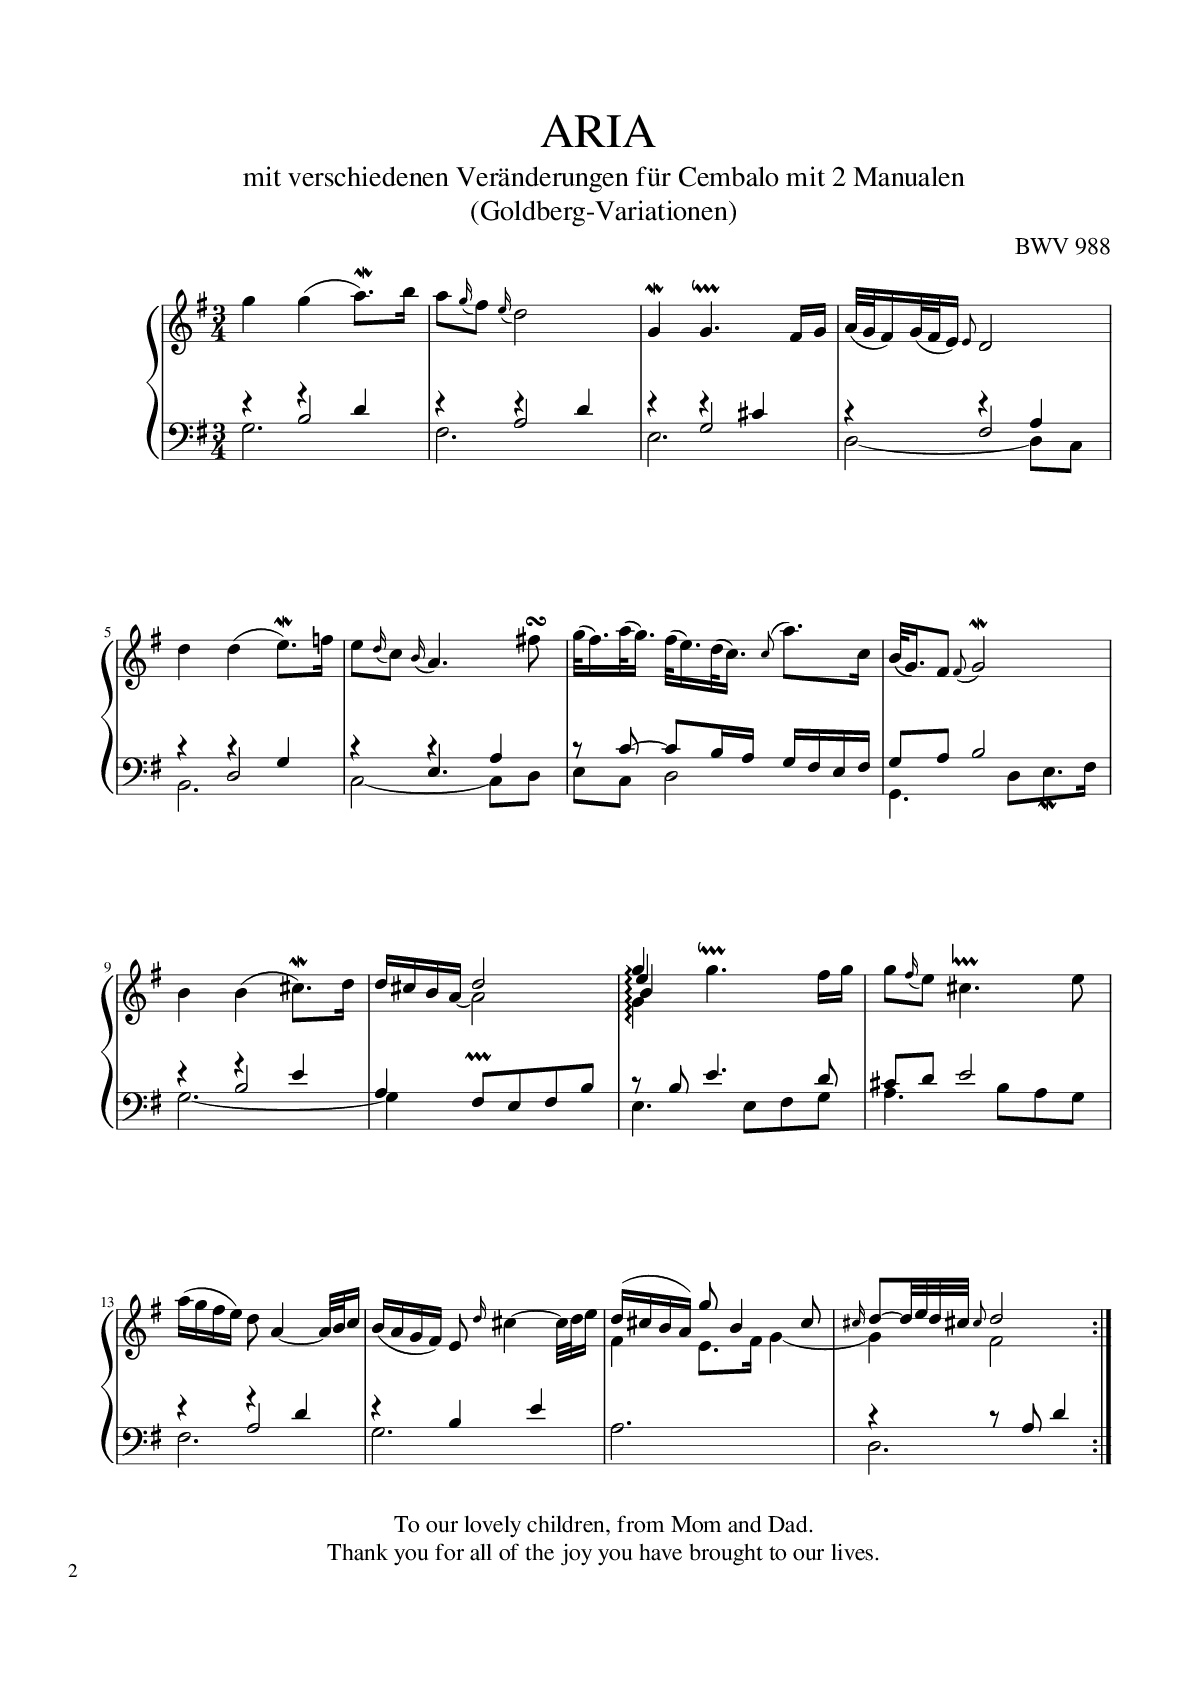 ARIA
mit verschiedenen Veränderungen für Cembalo mit 2 Manualen
(Goldberg-Variationen)
BWV 988
3
4
3
4
5
9
13
To our lovely children, from Mom and Dad.
Thank you for all of the joy you have brought to our lives.
2